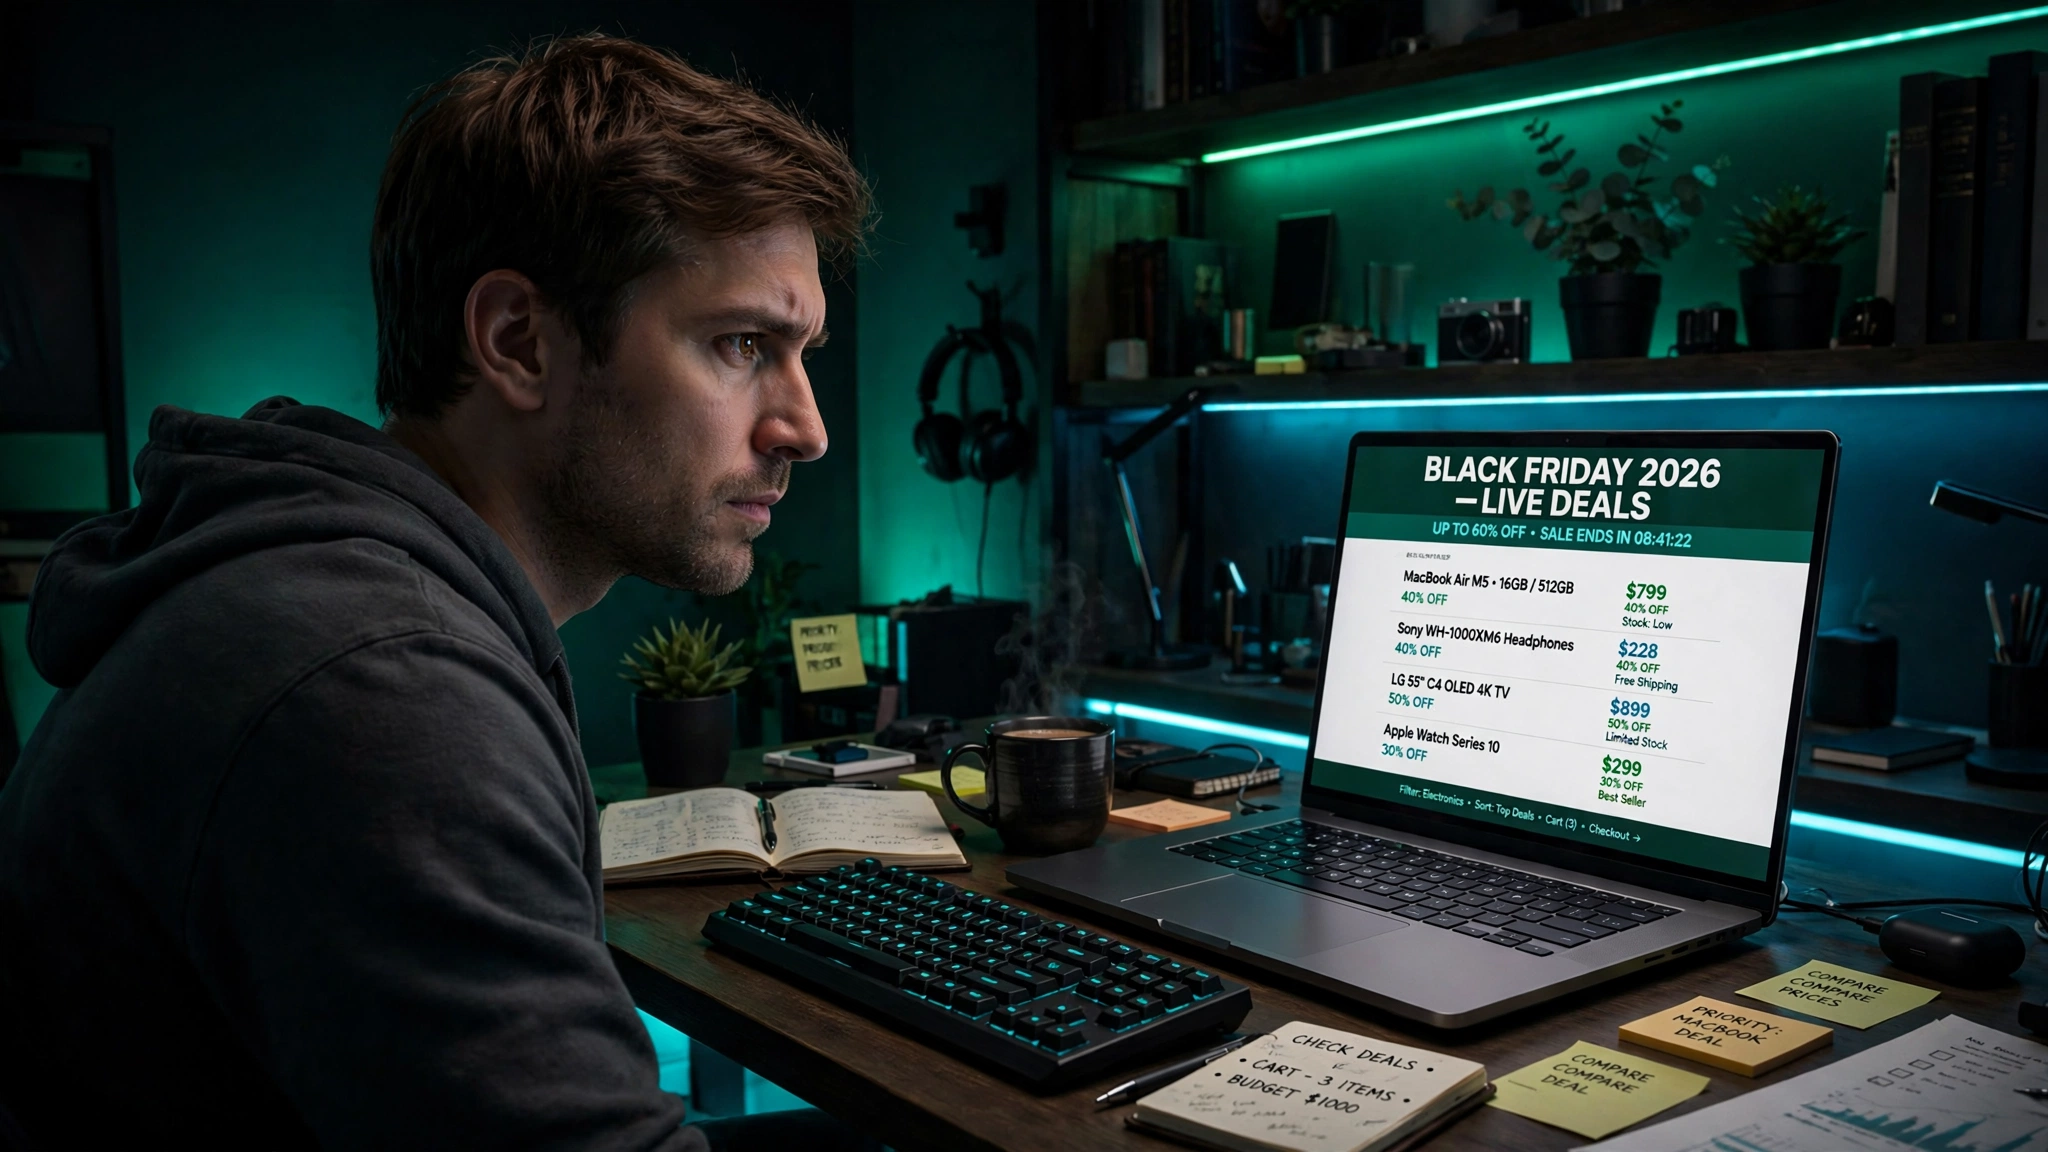 BLACK FRIDAY 2026
—LIVE DEALS
UP TO 60% OFF • SALE ENDS IN 08:41:22
MacBook Air M5 • 16GB / 512GB
40% OFF
$799
40% OFF
Stock: Low
Sony WH-1000XM6 Headphones
40% OFF
$228
40% OFF
Free Shipping
LG 55" C4 OLED 4K TV
50% OFF
$899
50% OFF
Limited Stock
Apple Watch Series 10
30% OFF
$299
30% OFF
Best Seller
Filter: Electronics • Sort: Top Deals • Cart (3) • Checkout →
PRIORITY
PRICES
COMPARE
COMPARE
PRICES
PRIORITY:
MACBOOK
DEAL
COMPARE
COMPARE
DEAL
CHECK DEALS
• CART - 3 ITEMS •
• BUDGET $1000 •